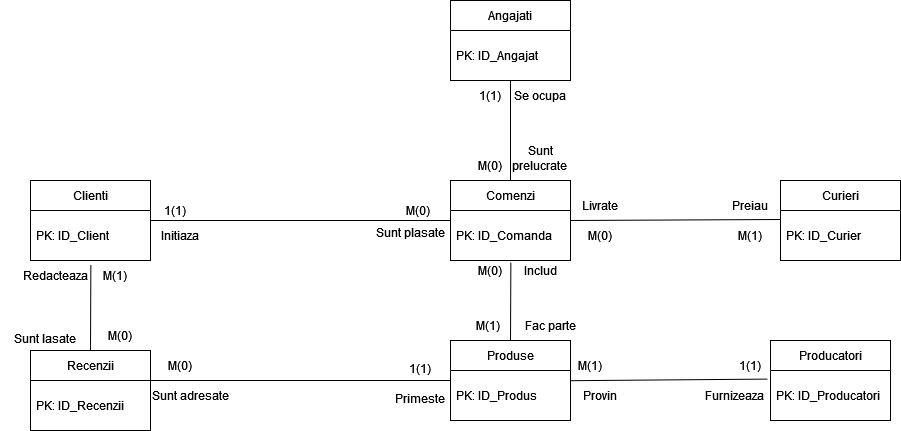 Angajati
PK: ID_Angajat
1(1) Se ocupa
Sunt
M(0) prelucrate
Clienti
PK: ID_Client
1(1)
Initiaza
M(0)
Sunt plasate
Comenzi
PK: ID_Comanda
Livrate
M(0)
Preiau
M(1)
Curieri
PK: ID_Curier
Redacteaza M(1)
M(0) Includ
Sunt lasate M(0)
M(1) Fac parte
Recenzii
PK: ID_Recenzii
M(0)
Sunt adresate
1(1)
Primeste
Produse
PK: ID_Produs
M(1)
Provin
1(1)
Furnizeaza
Producatori
PK: ID_Producatori